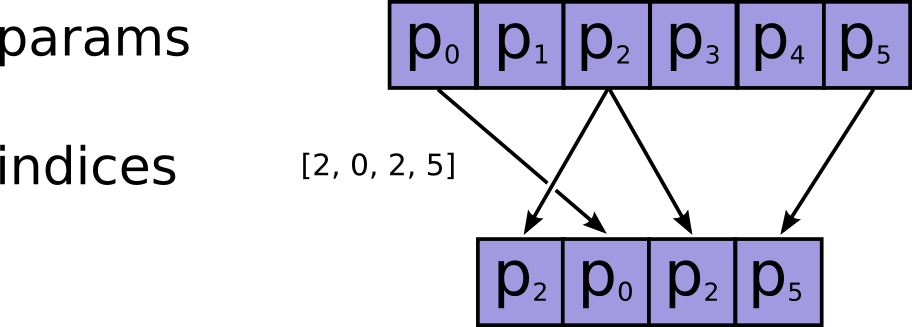 params p₀ p₁ p₂ p₃ p₄ p₅
indices [2, 0, 2, 5]
p₂ p₀ p₂ p₅